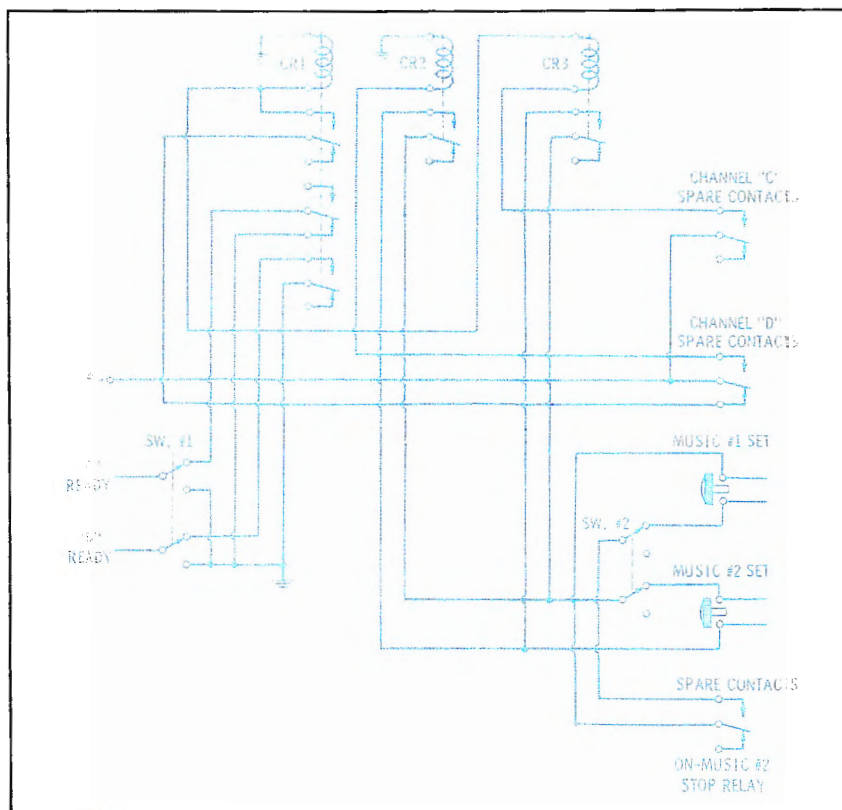 CR1
CR2
CR3
CHANNEL "C"
SPARE CONTACTS
CHANNEL "D"
SPARE CONTACTS
SW. #1
READY
READY
MUSIC #1 SET
SW. #2
MUSIC #2 SET
SPARE CONTACTS
ON-MUSIC #2
STOP RELAY